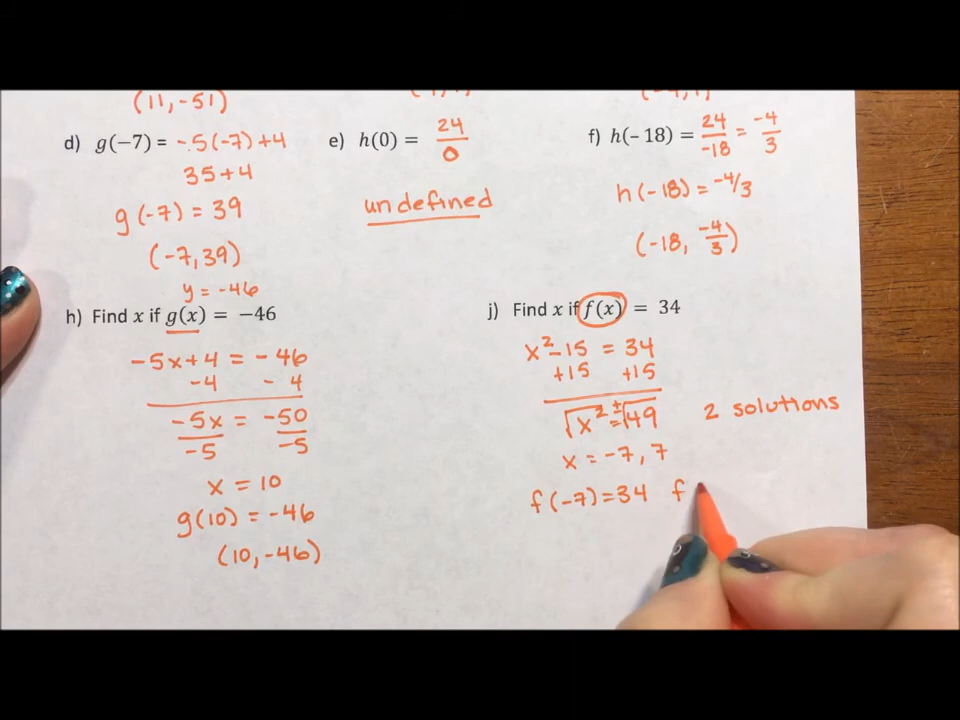 (11, -51)
d) g(−7) = -.5(-7)+4
35+4
g(-7) = 39
(-7, 39)
e) h(0) = 24/0
undefined
f) h(−18) = 24/-18 = -4/3
h(-18) = -4/3
(-18, -4/3)
y = -46
h) Find x if g(x) = −46
-5x+4 = -46
-4 -4
-5x/-5 = -50/-5
x = 10
g(10) = -46
(10, -46)
j) Find x if f(x) = 34
x²-15 = 34
+15 +15
√x² = ±√49
2 solutions
x = -7, 7
f(-7)=34 f